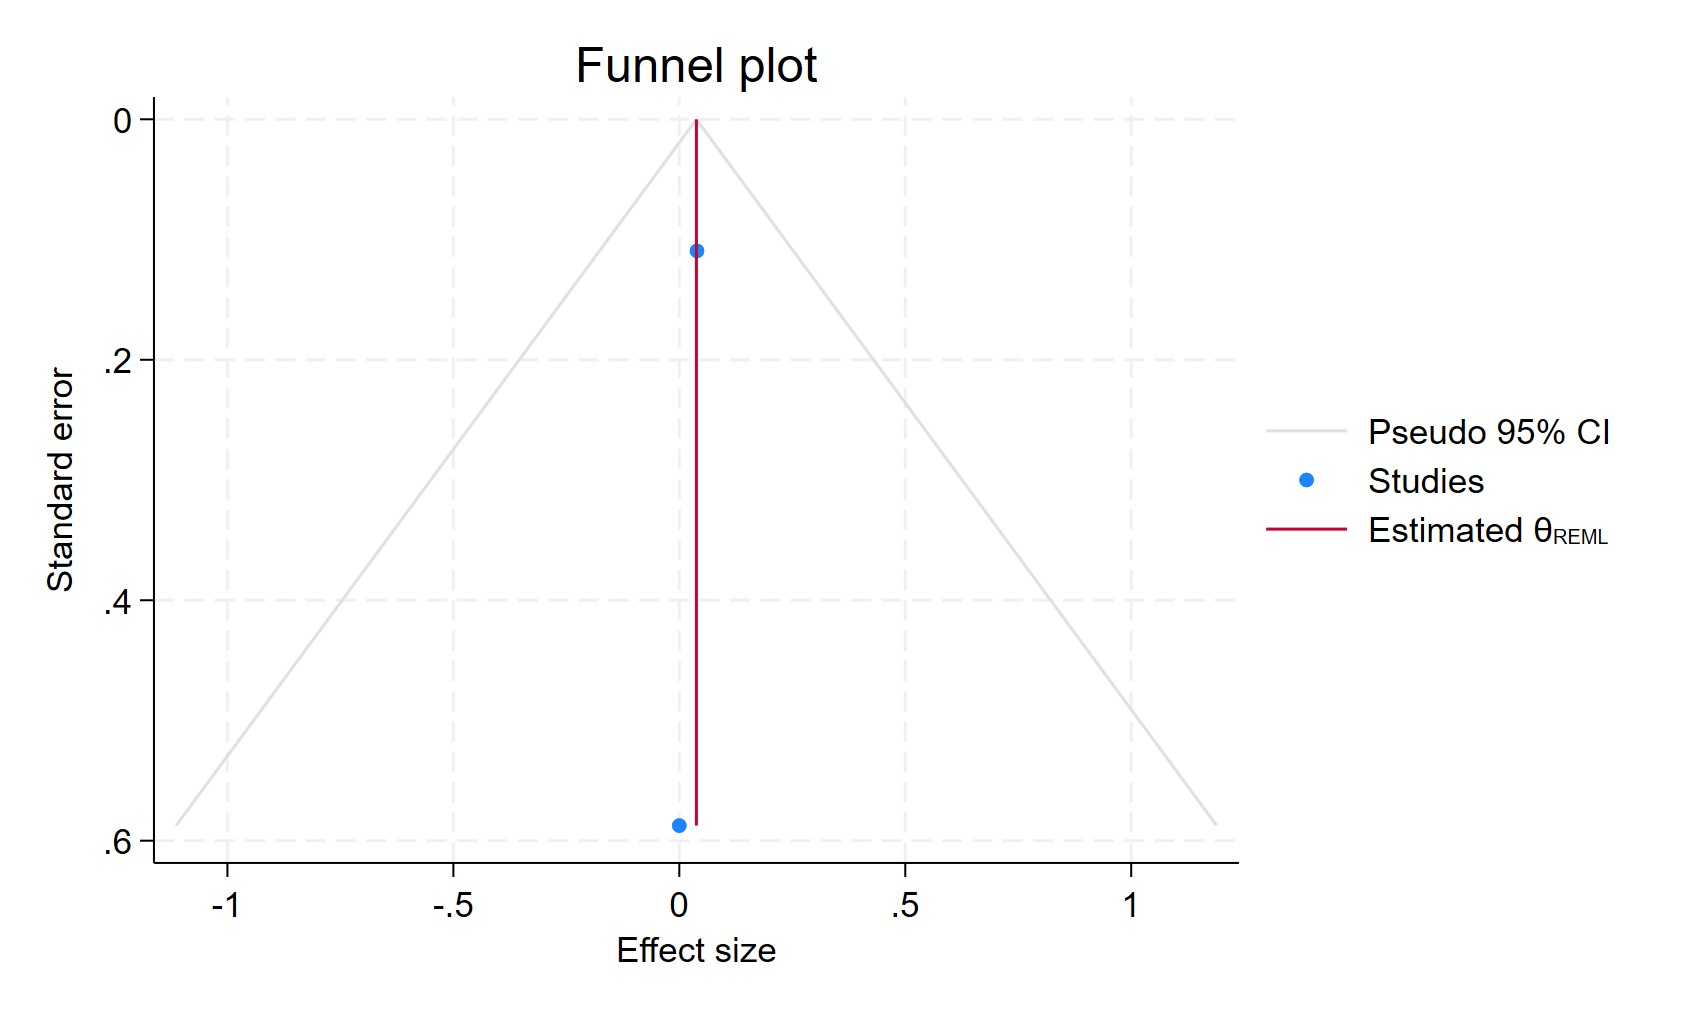 Funnel plot
0
.2
.4
.6
Standard error
-1
-.5
0
.5
1
Effect size
Pseudo 95% CI
Studies
Estimated θREML